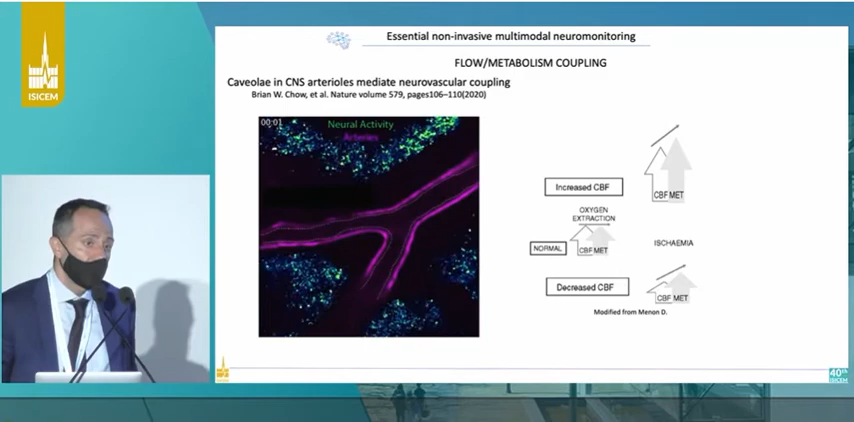 ISICEM
Essential non-invasive multimodal neuromonitoring
FLOW/METABOLISM COUPLING
Caveolae in CNS arterioles mediate neurovascular coupling
Brian W. Chow, et al. Nature volume 579, pages106–110(2020)
00:01
Neural Activity
Arteries
Increased CBF
CBF MET
OXYGEN
EXTRACTION
NORMAL
CBF MET
ISCHAEMIA
Decreased CBF
CBF MET
Modified from Menon D.
40th
ISICEM